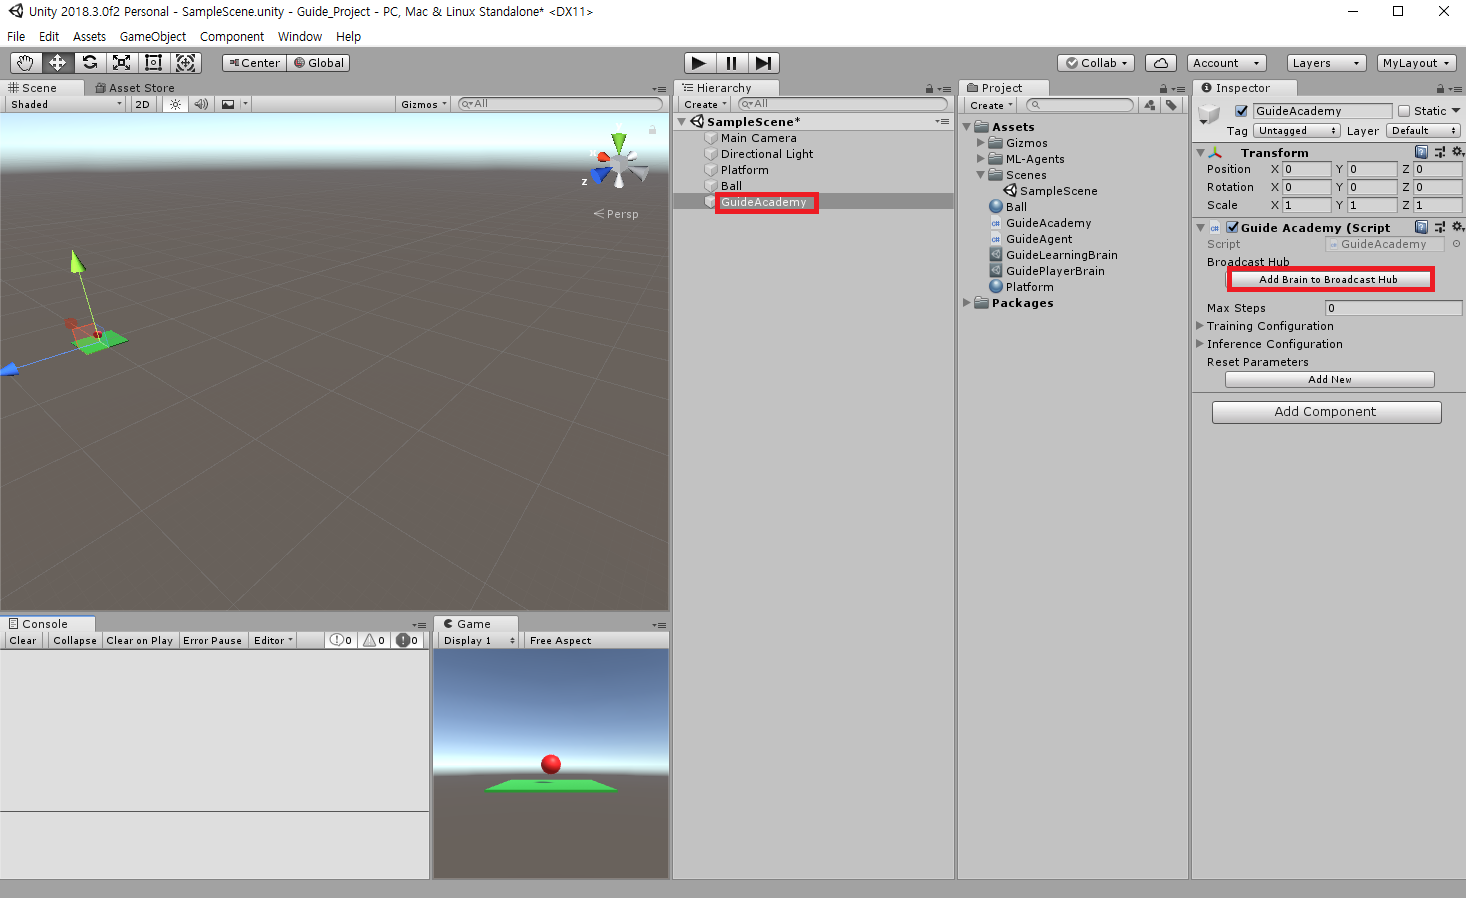 Unity 2018.3.0f2 Personal - SampleScene.unity - Guide_Project - PC, Mac & Linux Standalone* <DX11>
File Edit Assets GameObject Component Window Help
Center Global Collab Account Layers MyLayout
Scene Asset Store
Shaded 2D Gizmos All
Persp
z
Hierarchy
Create All
SampleScene*
Main Camera
Directional Light
Platform
Ball
GuideAcademy
Project
Create
Assets
Gizmos
ML-Agents
Scenes
SampleScene
Ball
GuideAcademy
GuideAgent
GuideLearningBrain
GuidePlayerBrain
Platform
Packages
Inspector
GuideAcademy Static
Tag Untagged Layer Default
Transform
Position X 0 Y 0 Z 0
Rotation X 0 Y 0 Z 0
Scale X 1 Y 1 Z 1
Guide Academy (Script
Script GuideAcademy
Broadcast Hub
Add Brain to Broadcast Hub
Max Steps 0
Training Configuration
Inference Configuration
Reset Parameters
Add New
Add Component
Console
Clear Collapse Clear on Play Error Pause Editor 0 0 0
Game
Display 1 Free Aspect